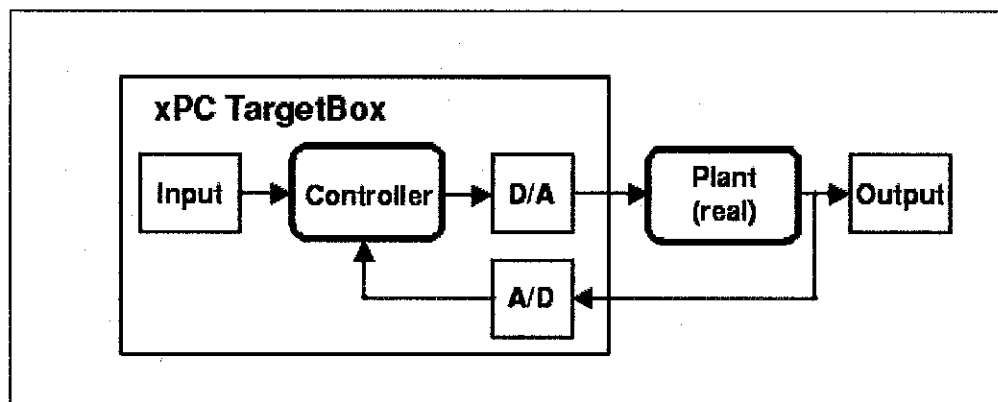 xPC TargetBox
Input
Controller
D/A
Plant
(real)
Output
A/D